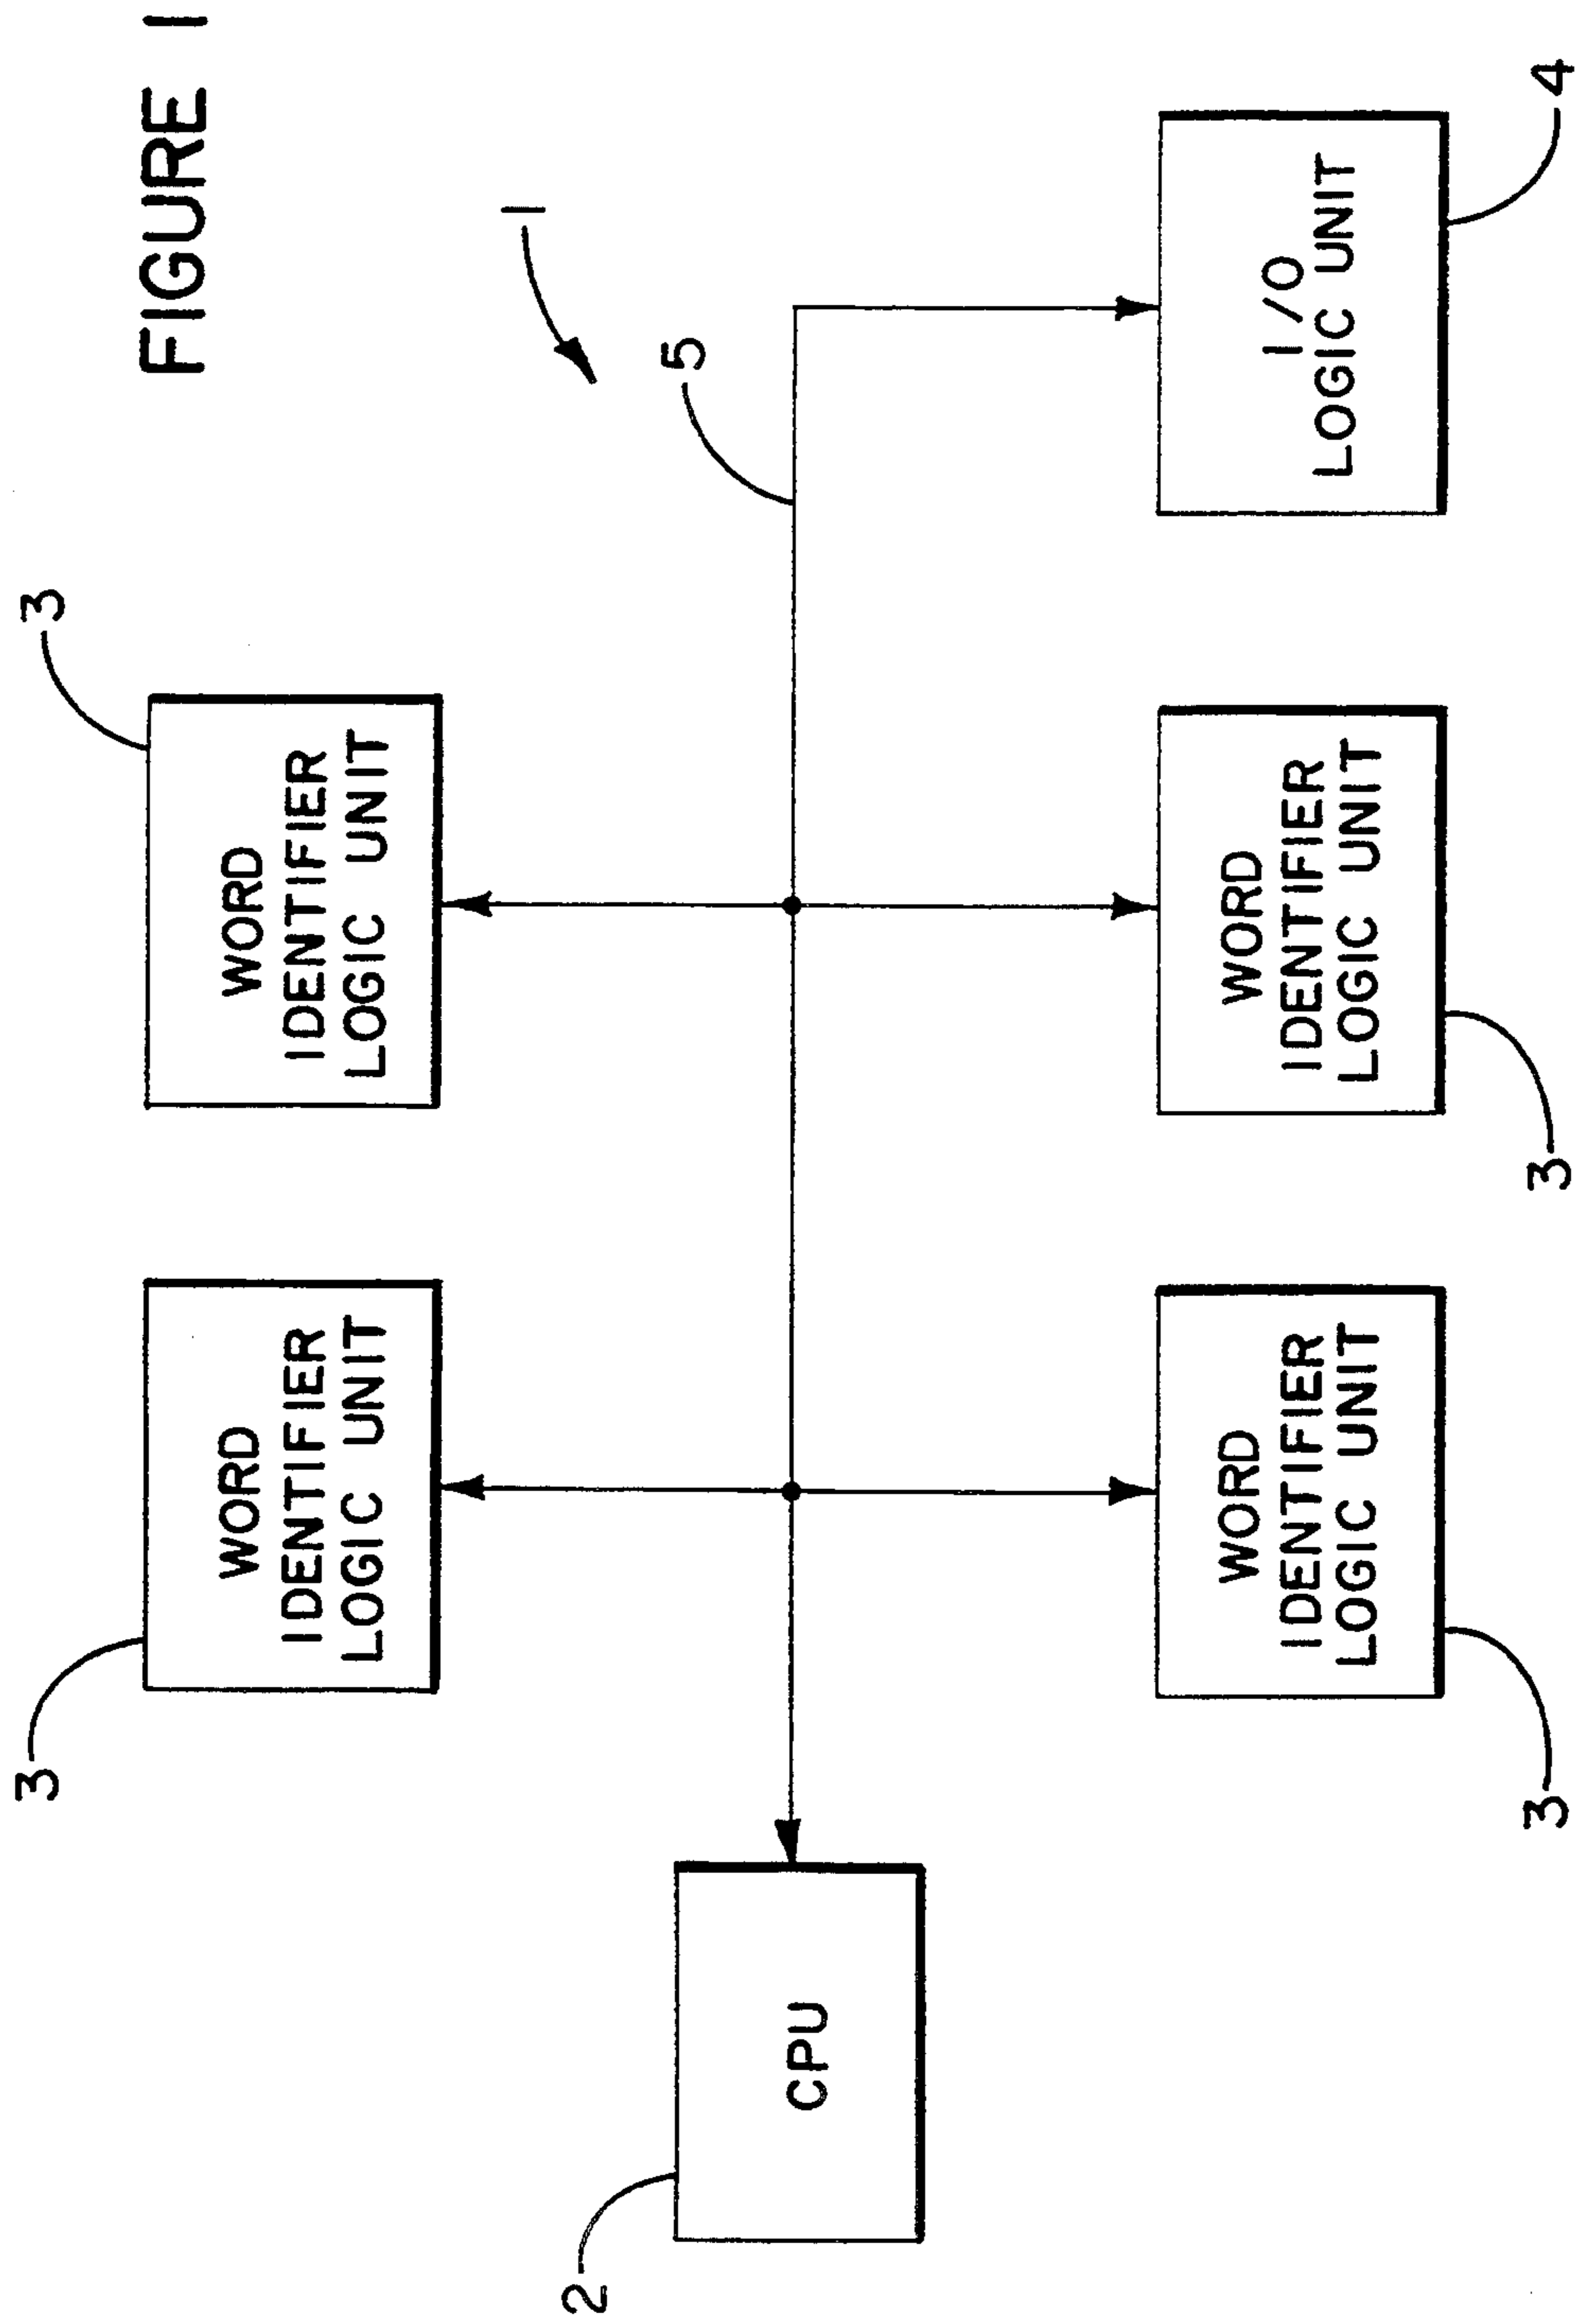 FIGURE 1
1
3
WORD
IDENTIFIER
LOGIC UNIT
3
WORD
IDENTIFIER
LOGIC UNIT
5
2
CPU
WORD
IDENTIFIER
LOGIC UNIT
3
WORD
IDENTIFIER
LOGIC UNIT
3
I/O
LOGIC UNIT
4